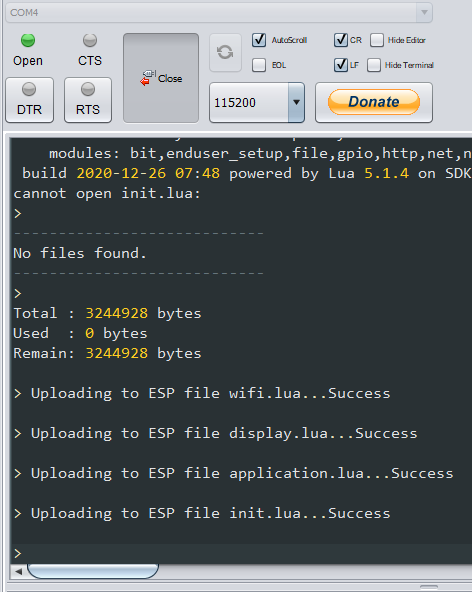 COM4
Open
CTS
Close
AutoScroll
CR
Hide Editor
EOL
LF
Hide Terminal
DTR
RTS
115200
Donate
modules: bit,enduser_setup,file,gpio,http,net,n
build 2020-12-26 07:48 powered by Lua 5.1.4 on SDK
cannot open init.lua:
>
----------------------------
No files found.
----------------------------
>
Total : 3244928 bytes
Used  : 0 bytes
Remain: 3244928 bytes
> Uploading to ESP file wifi.lua...Success
> Uploading to ESP file display.lua...Success
> Uploading to ESP file application.lua...Success
> Uploading to ESP file init.lua...Success
>